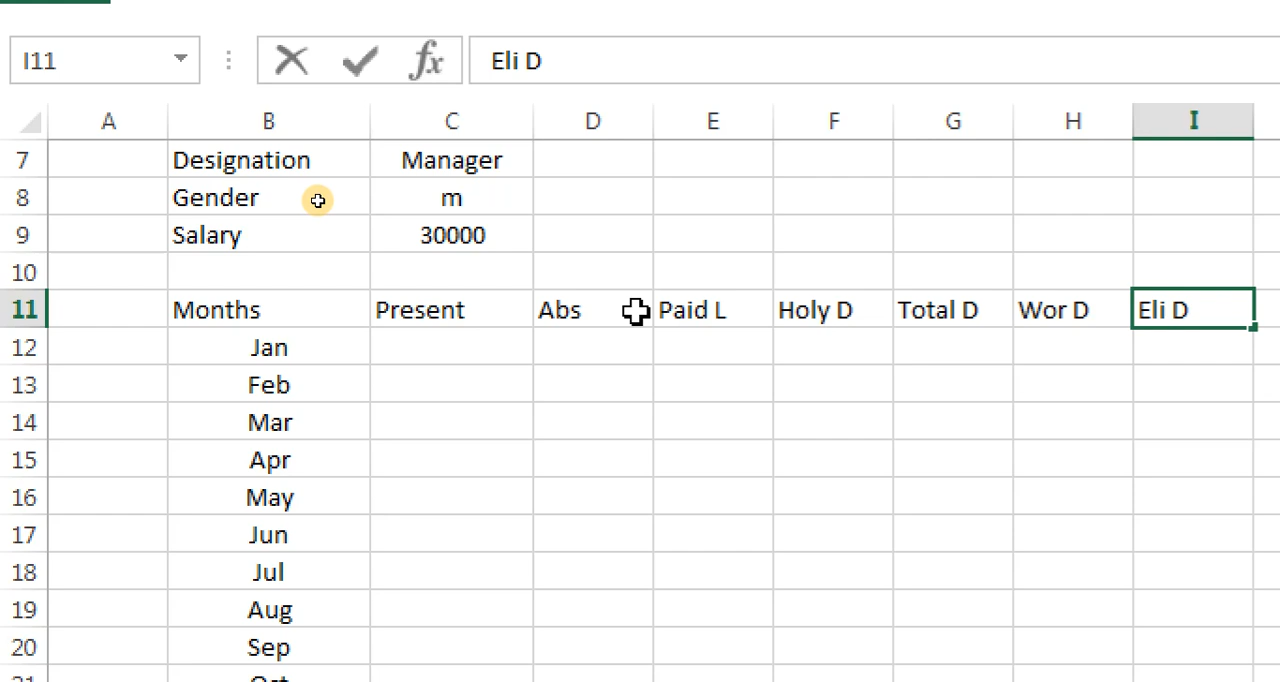 I11 fx Eli D
A B C D E F G H I
7 Designation Manager
8 Gender m
9 Salary 30000
10
11 Months Present Abs Paid L Holy D Total D Wor D Eli D
12 Jan
13 Feb
14 Mar
15 Apr
16 May
17 Jun
18 Jul
19 Aug
20 Sep